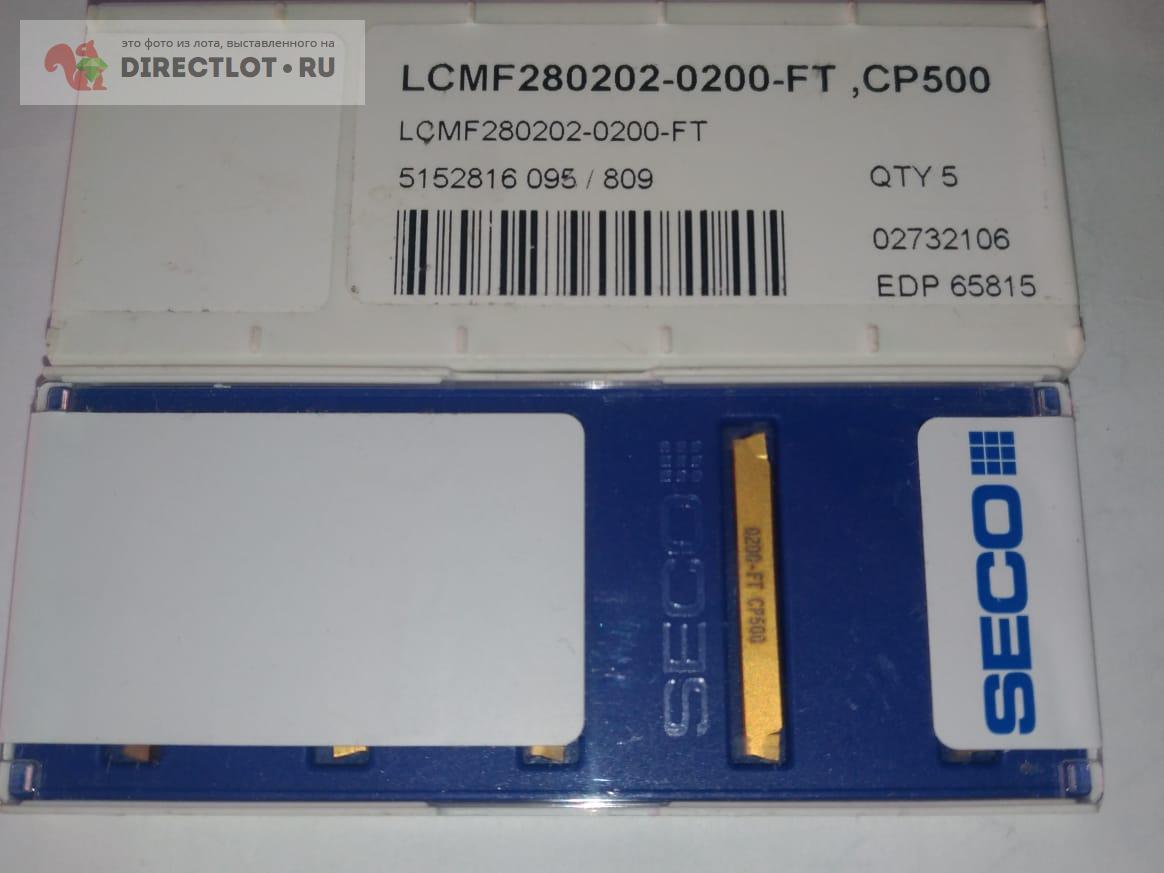 это фото из лота, выставленного на
DIRECTLOT.RU
LCMF280202-0200-FT ,CP500
LCMF280202-0200-FT
5152816 095 / 809
QTY 5
02732106
EDP 65815
SECO
0200-FT CP500
SECO